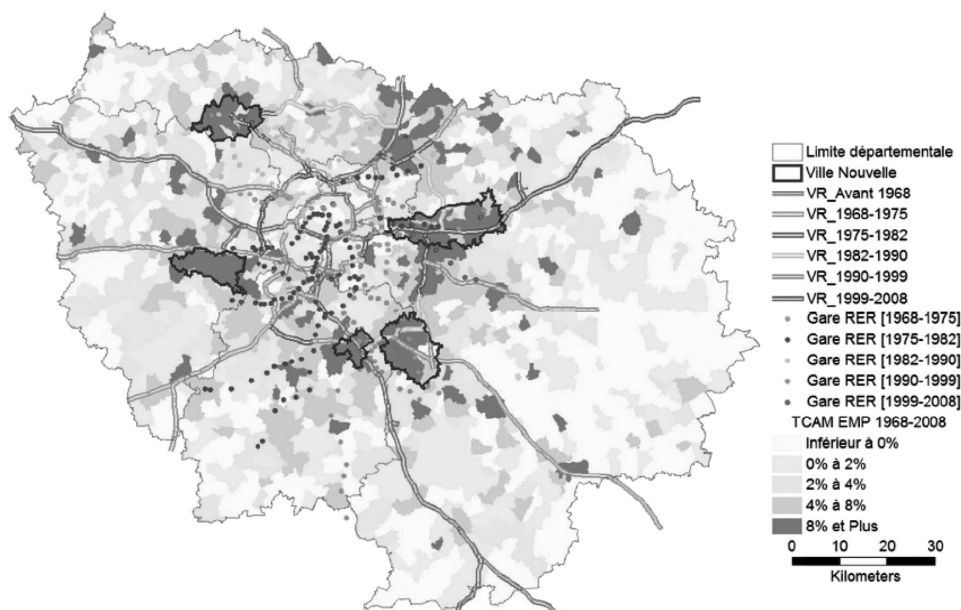 Limite départementale
Ville Nouvelle
VR_Avant 1968
VR_1968-1975
VR_1975-1982
VR_1982-1990
VR_1990-1999
VR_1999-2008
Gare RER [1968-1975]
Gare RER [1975-1982]
Gare RER [1982-1990]
Gare RER [1990-1999]
Gare RER [1999-2008]
TCAM EMP 1968-2008
Inférieur à 0%
0% à 2%
2% à 4%
4% à 8%
8% et Plus
0 10 20 30
Kilometers